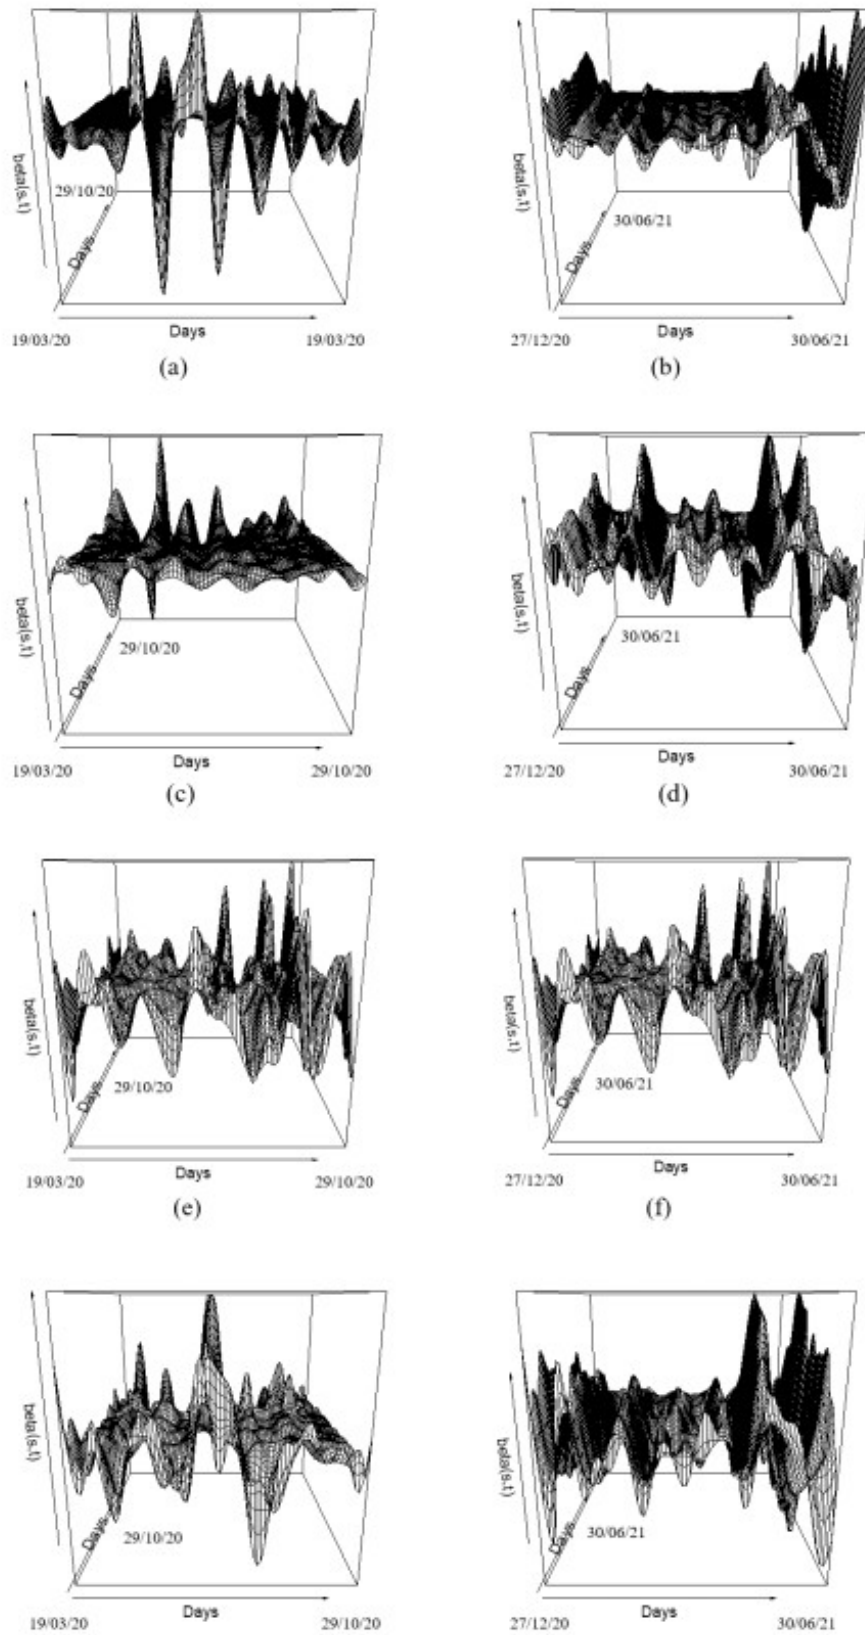 beta(s,t)
29/10/20
Days
Days
19/03/20
19/03/20
(a)
beta(s,t)
30/06/21
Days
Days
27/12/20
30/06/21
(b)
beta(s,t)
29/10/20
Days
Days
19/03/20
29/10/20
(c)
beta(s,t)
30/06/21
Days
Days
27/12/20
30/06/21
(d)
beta(s,t)
29/10/20
Days
Days
19/03/20
29/10/20
(e)
beta(s,t)
30/06/21
Days
Days
27/12/20
30/06/21
(f)
beta(s,t)
29/10/20
Days
Days
19/03/20
29/10/20
beta(s,t)
30/06/21
Days
Days
27/12/20
30/06/21